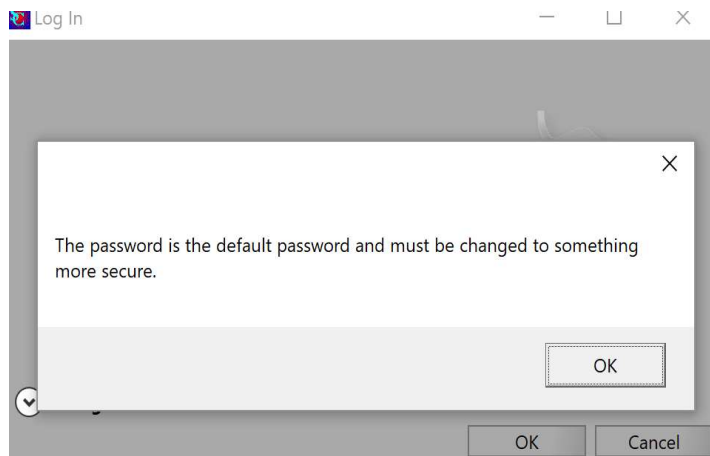 Log In
The password is the default password and must be changed to something
more secure.
OK
OK
Cancel